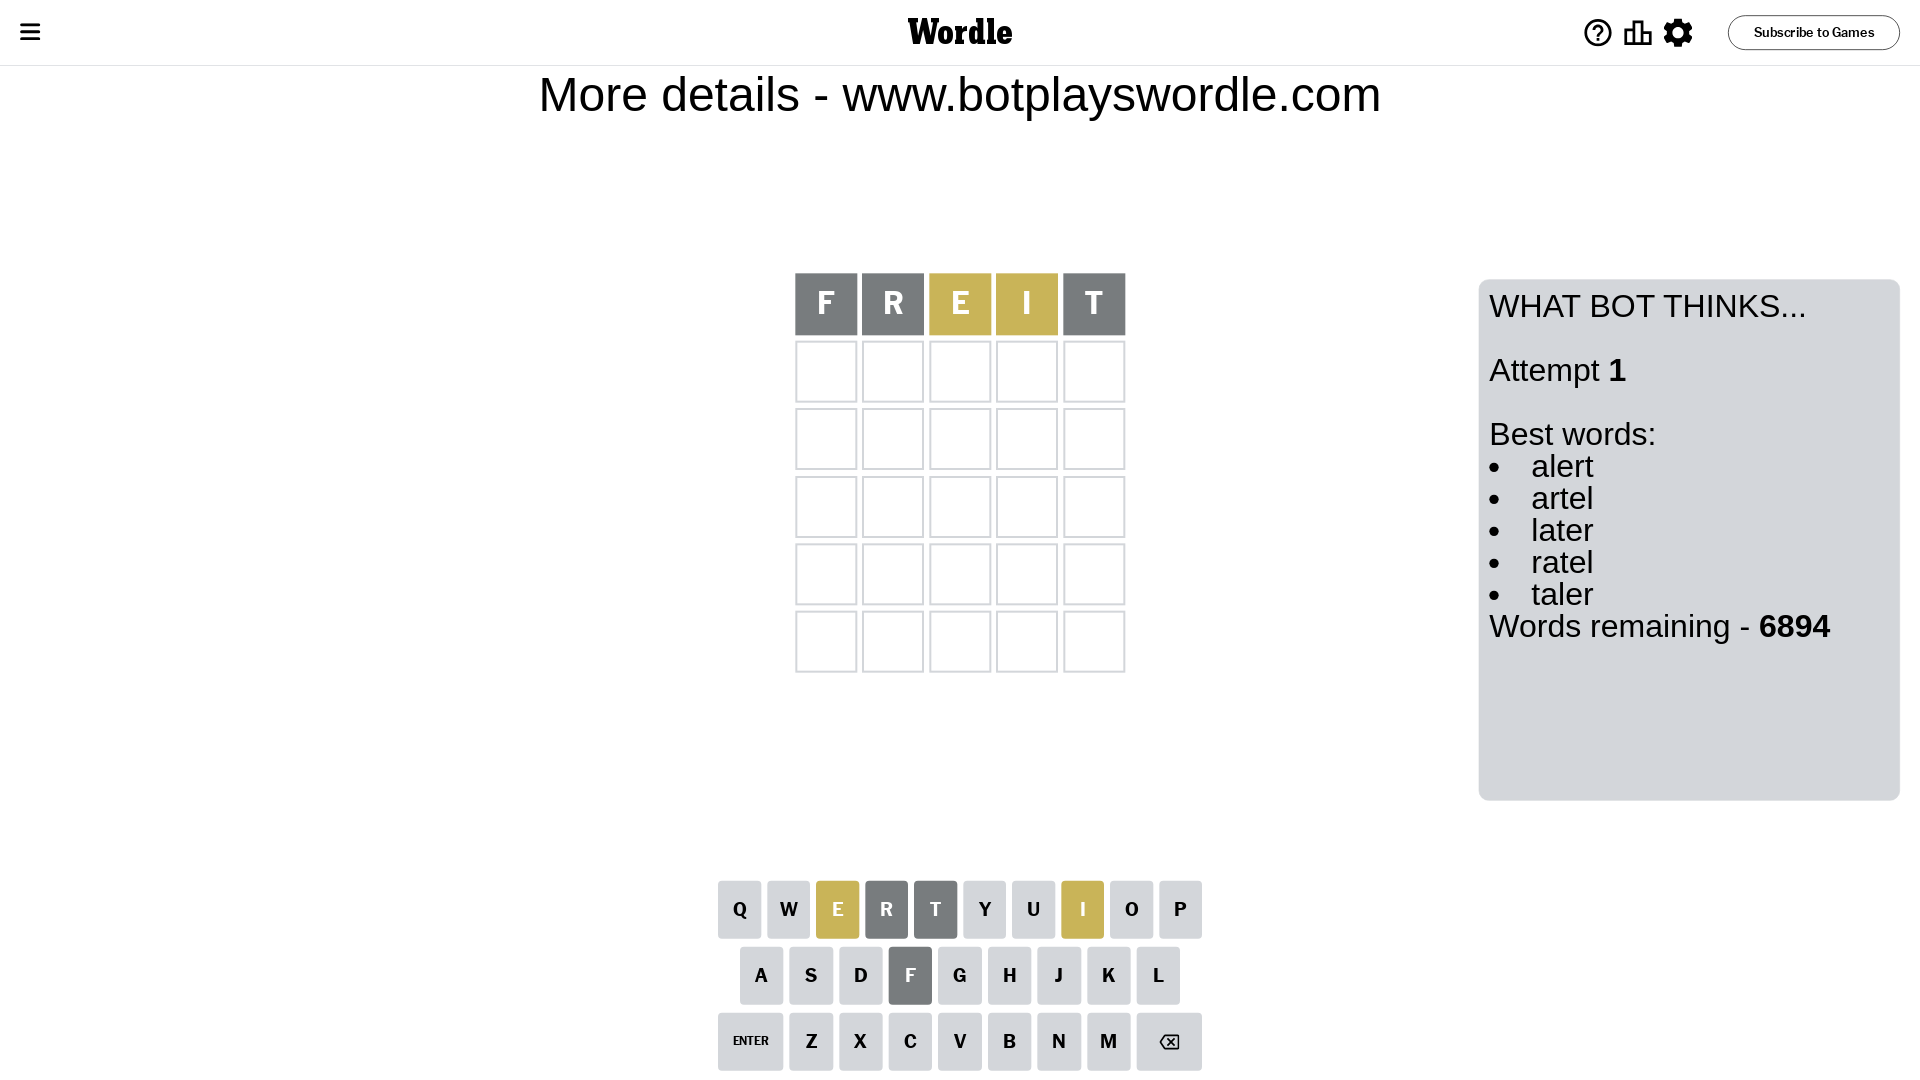 Wordle
Subscribe to Games
More details - www.botplayswordle.com
F R E I T
WHAT BOT THINKS...
Attempt 1
Best words:
• alert
• artel
• later
• ratel
• taler
Words remaining - 6894
Q W E R T Y U I O P
A S D F G H J K L
ENTER Z X C V B N M